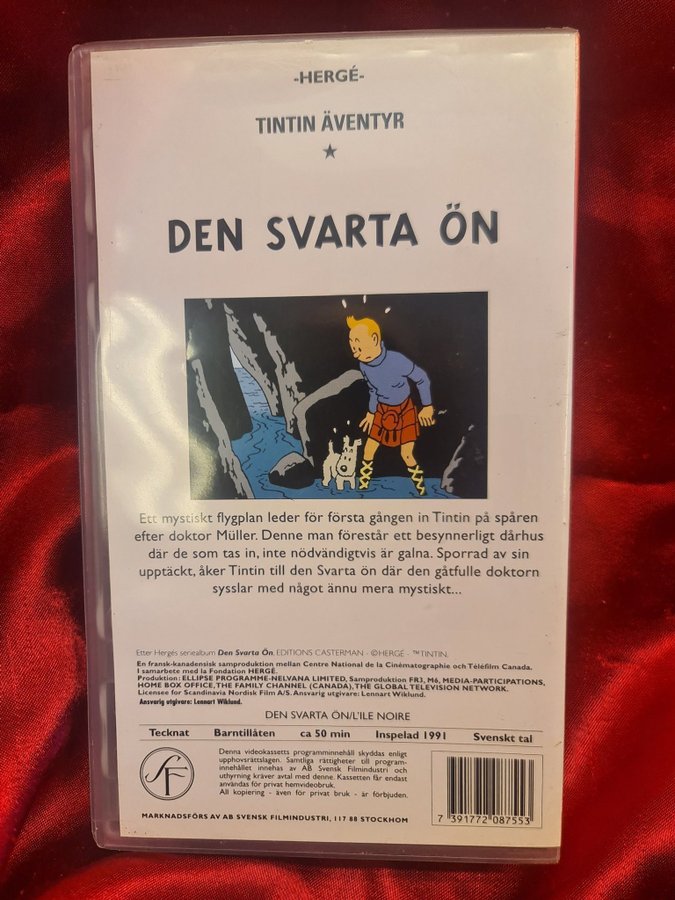 -HERGÉ-
TINTIN ÄVENTYR
DEN SVARTA ÖN
Ett mystiskt flygplan leder för första gången in Tintin på spåren
efter doktor Müller. Denne man förestår ett besynnerligt dårhus
där de som tas in, inte nödvändigtvis är galna. Sporrad av sin
upptäckt, åker Tintin till den Svarta ön där den gåtfulle doktorn
sysslar med något ännu mera mystiskt...
Etter Hergés seriealbum Den Svarta Ön. EDITIONS CASTERMAN · ©HERGÉ · ™TINTIN.
En fransk-kanadensisk samproduktion mellan Centre National de la Cinématographie och Téléfilm Canada.
I samarbete med la Fondation HERGÉ.
Produktion: ELLIPSE PROGRAMME-NELVANA LIMITED, Samproduktion FR3, M6, MEDIA-PARTICIPATIONS,
HOME BOX OFFICE, THE FAMILY CHANNEL (CANADA), THE GLOBAL TELEVISION NETWORK.
Licensee for Scandinavia Nordisk Film A/S. Ansvarig utgivare: Lennart Wiklund.
Ansvarig utgivare: Lennart Wiklund.
DEN SVARTA ÖN/L'ILE NOIRE
Tecknat Barntillåten ca 50 min Inspelad 1991 Svenskt tal
SF
Denna videokassetts programinnehåll skyddas enligt
upphovsrättslagen. Samtliga rättigheter till program-
innehållet innehas av AB Svensk Filmindustri och
uthyrning kräver avtal med denne. Kassetten får endast
användas för privat hemvideobruk.
All kopiering - även för privat bruk - är förbjuden.
7 391772 087553
MARKNADSFÖRS AV AB SVENSK FILMINDUSTRI, 117 88 STOCKHOM